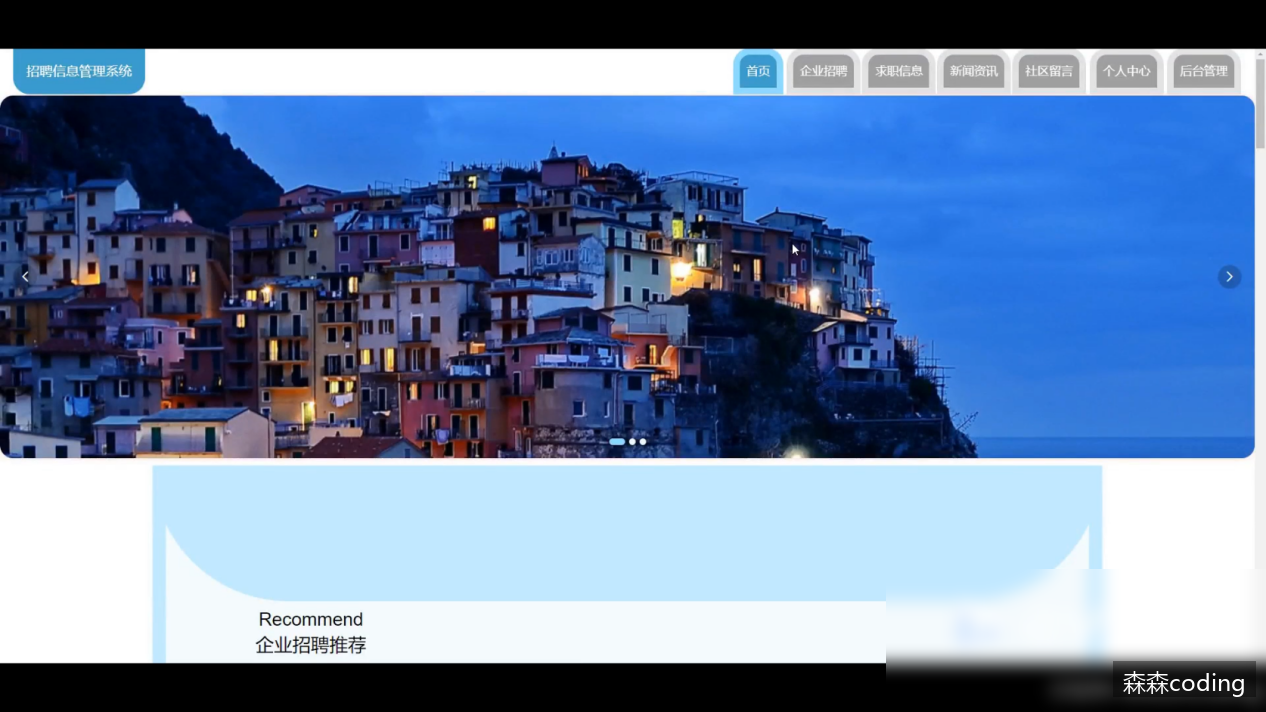 招聘信息管理系统
首页
企业招聘
求职信息
新闻资讯
社区留言
个人中心
后台管理
Recommend
企业招聘推荐
森森coding